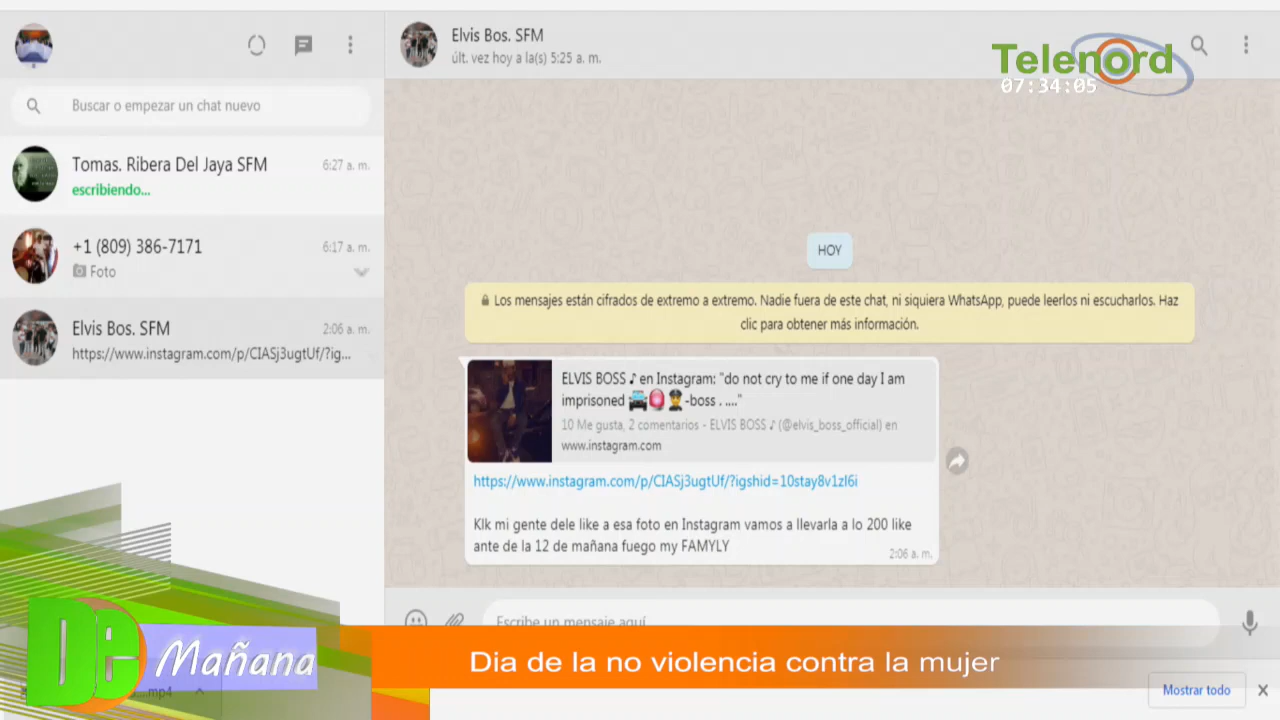 Elvis Bos. SFM
últ. vez hoy a la(s) 5:25 a. m.
Telenord
07:34:05
Buscar o empezar un chat nuevo
Tomas. Ribera Del Jaya SFM
6:27 a. m.
escribiendo...
+1 (809) 386-7171
6:17 a. m.
Foto
Elvis Bos. SFM
2:06 a. m.
https://www.instagram.com/p/CIASj3ugtUf/?ig...
HOY
Los mensajes están cifrados de extremo a extremo. Nadie fuera de este chat, ni siquiera WhatsApp, puede leerlos ni escucharlos. Haz
clic para obtener más información.
ELVIS BOSS ♪ en Instagram: "do not cry to me if one day I am
imprisoned 🚔🚨👮-boss . ...."
10 Me gusta, 2 comentarios - ELVIS BOSS ♪ (@elvis_boss_official) en
www.instagram.com
https://www.instagram.com/p/CIASj3ugtUf/?igshid=10stay8v1zl6i
Klk mi gente dele like a esa foto en Instagram vamos a llevarla a lo 200 like
ante de la 12 de mañana fuego my FAMYLY
2:06 a. m.
Escribe un mensaje aquí
De Mañana
Dia de la no violencia contra la mujer
...mp4
Mostrar todo